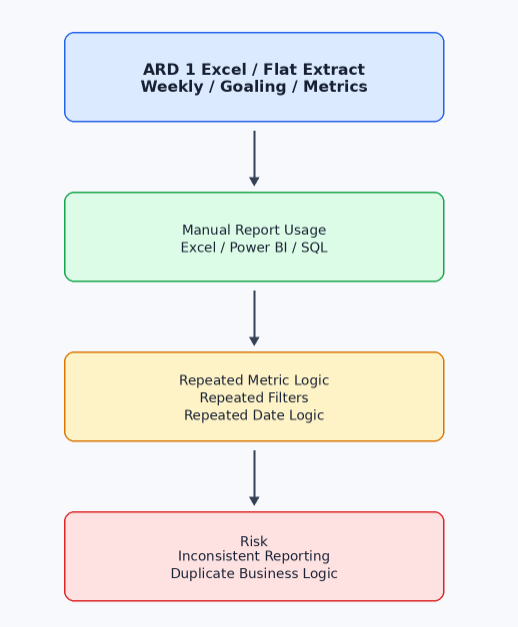 ARD 1 Excel / Flat Extract
Weekly / Goaling / Metrics
Manual Report Usage
Excel / Power BI / SQL
Repeated Metric Logic
Repeated Filters
Repeated Date Logic
Risk
Inconsistent Reporting
Duplicate Business Logic